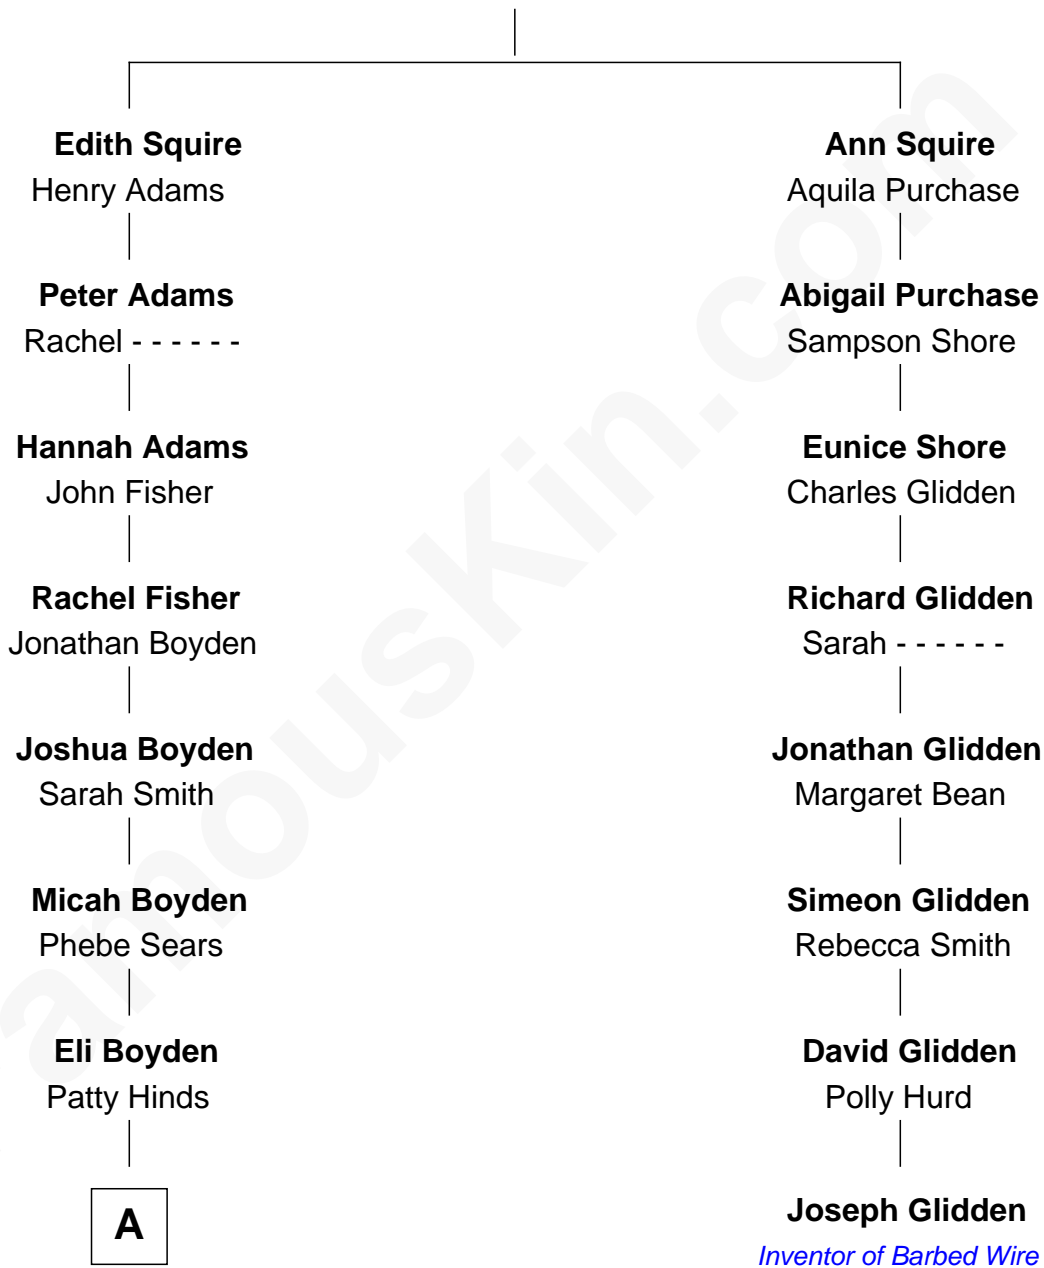 Edith Squire
Henry Adams
Peter Adams
Rachel - - - - - -
Hannah Adams
John Fisher
Rachel Fisher
Jonathan Boyden
Joshua Boyden
Sarah Smith
Micah Boyden
Phebe Sears
Eli Boyden
Patty Hinds
A
Ann Squire
Aquila Purchase
Abigail Purchase
Sampson Shore
Eunice Shore
Charles Glidden
Richard Glidden
Sarah - - - - - -
Jonathan Glidden
Margaret Bean
Simeon Glidden
Rebecca Smith
David Glidden
Polly Hurd
Joseph Glidden
Inventor of Barbed Wire
amouskin.com